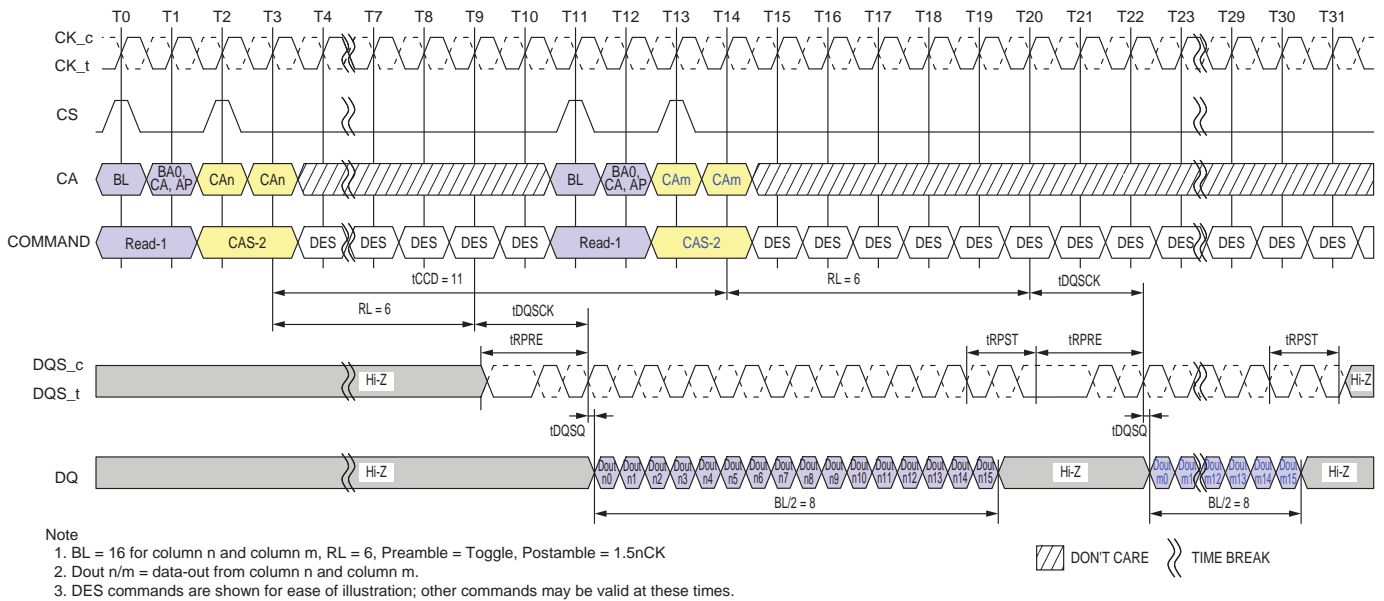 T0 T1 T2 T3 T4 T7 T8 T9 T10 T11 T12 T13 T14 T15 T16 T17 T18 T19 T20 T21 T22 T23 T29 T30 T31
CK_c
CK_t
CS
CA
BL BA0, CA, AP CAn CAn BL BA0, CA, AP CAm CAm
COMMAND
Read-1 CAS-2 DES DES DES DES DES Read-1 CAS-2 DES DES DES DES DES DES DES DES DES DES DES DES
tCCD = 11 RL = 6 tDQSCK
RL = 6 tDQSCK
tRPRE tRPST tRPRE tRPST
DQS_c
DQS_t
Hi-Z Hi-Z
tDQSQ tDQSQ
DQ
Hi-Z Dout n0 Dout n1 Dout n2 Dout n3 Dout n4 Dout n5 Dout n6 Dout n7 Dout n8 Dout n9 Dout n10 Dout n11 Dout n12 Dout n13 Dout n14 Dout n15 Hi-Z Dout m0 Dout m1 Dout m12 Dout m13 Dout m14 Dout m15 Hi-Z
BL/2 = 8 BL/2 = 8
Note
1. BL = 16 for column n and column m, RL = 6, Preamble = Toggle, Postamble = 1.5nCK
2. Dout n/m = data-out from column n and column m.
3. DES commands are shown for ease of illustration; other commands may be valid at these times.
DON'T CARE TIME BREAK